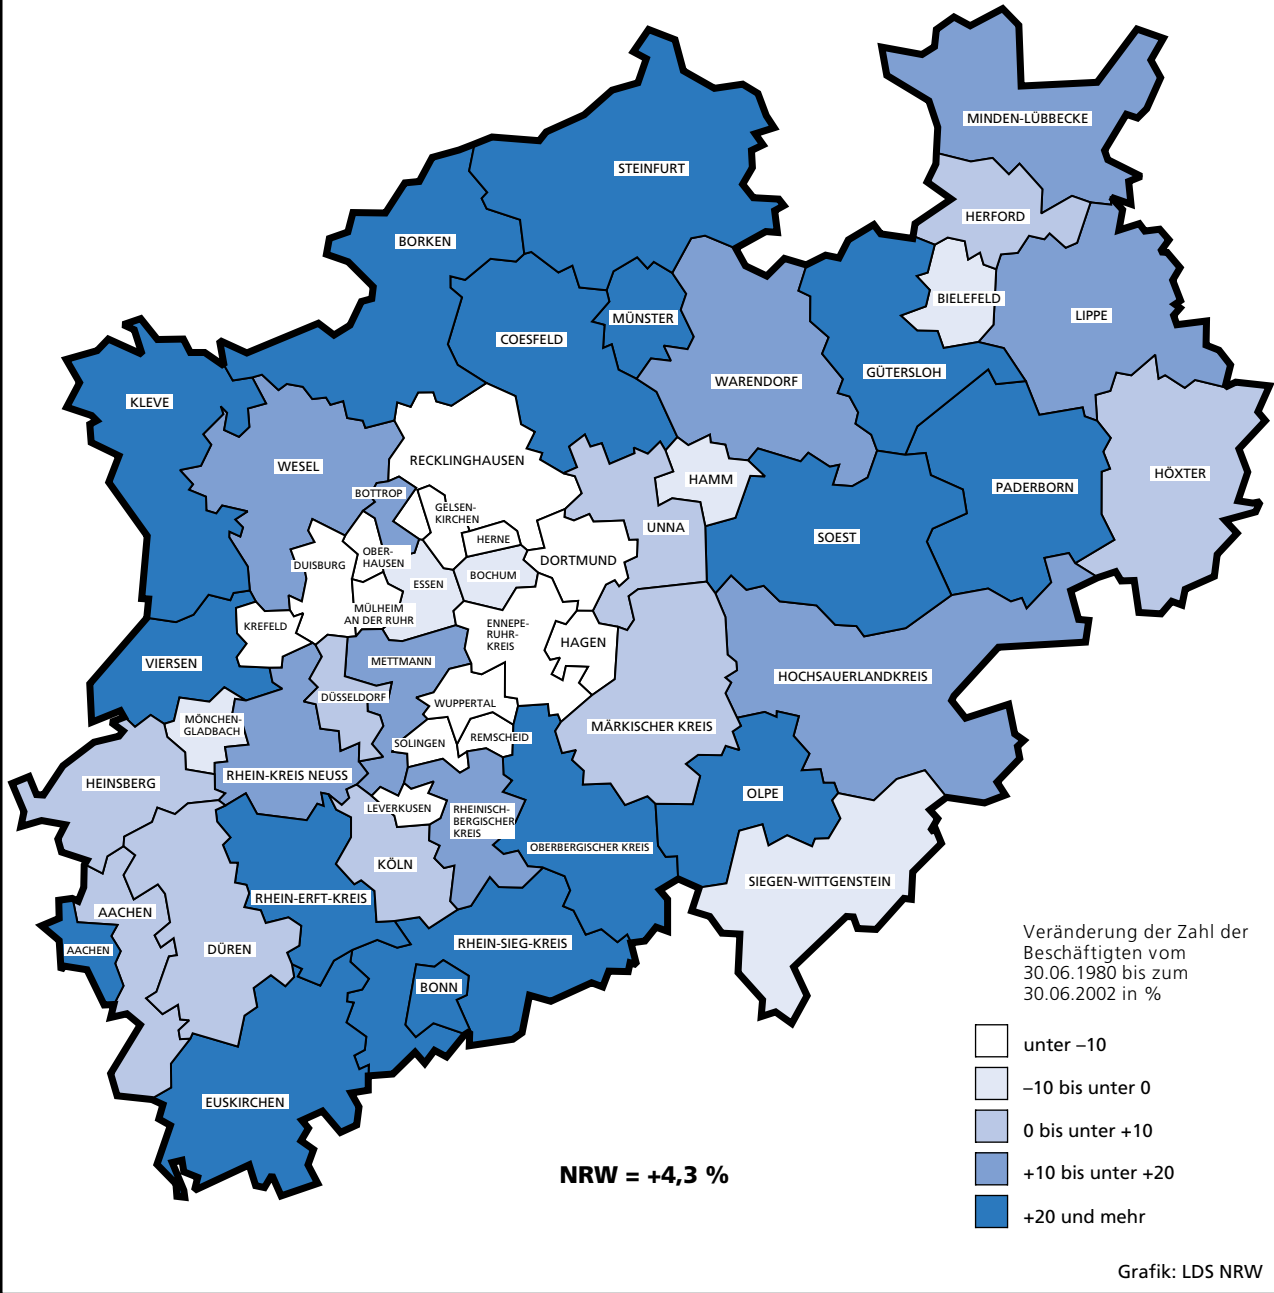 MINDEN-LÜBBECKE
STEINFURT
HERFORD
BORKEN
BIELEFELD
LIPPE
MÜNSTER
COESFELD
GÜTERSLOH
WARENDORF
KLEVE
RECKLINGHAUSEN
WESEL
HÖXTER
HAMM
PADERBORN
BOTTROP
GELSEN-
KIRCHEN
UNNA
SOEST
HERNE
DORTMUND
OBER-
HAUSEN
DUISBURG
BOCHUM
ESSEN
MÜLHEIM
AN DER RUHR
KREFELD
ENNEPE-
RUHR-
KREIS
HAGEN
VIERSEN
METTMANN
HOCHSAUERLANDKREIS
DÜSSELDORF
WUPPERTAL
MÖNCHEN-
GLADBACH
MÄRKISCHER KREIS
REMSCHEID
SOLINGEN
RHEIN-KREIS NEUSS
HEINSBERG
OLPE
LEVERKUSEN
RHEINISCH-
BERGISCHER
KREIS
OBERBERGISCHER KREIS
KÖLN
SIEGEN-WITTGENSTEIN
RHEIN-ERFT-KREIS
AACHEN
RHEIN-SIEG-KREIS
AACHEN
DÜREN
BONN
EUSKIRCHEN
Veränderung der Zahl der
Beschäftigten vom
30.06.1980 bis zum
30.06.2002 in %
unter –10
–10 bis unter 0
0 bis unter +10
+10 bis unter +20
+20 und mehr
NRW = +4,3 %
Grafik: LDS NRW